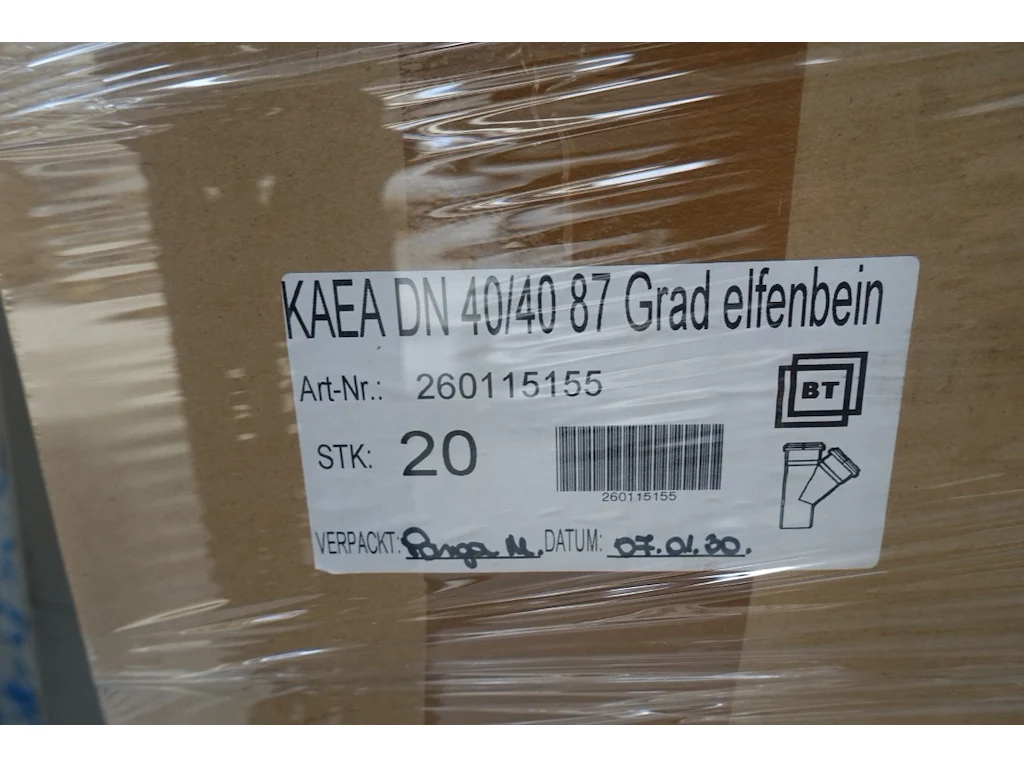 KAEA DN 40/40 87 Grad elfenbein
Art-Nr.: 260115155
BT
STK: 20
260115155
VERPACKT: Panga M. DATUM: 07.01.30.